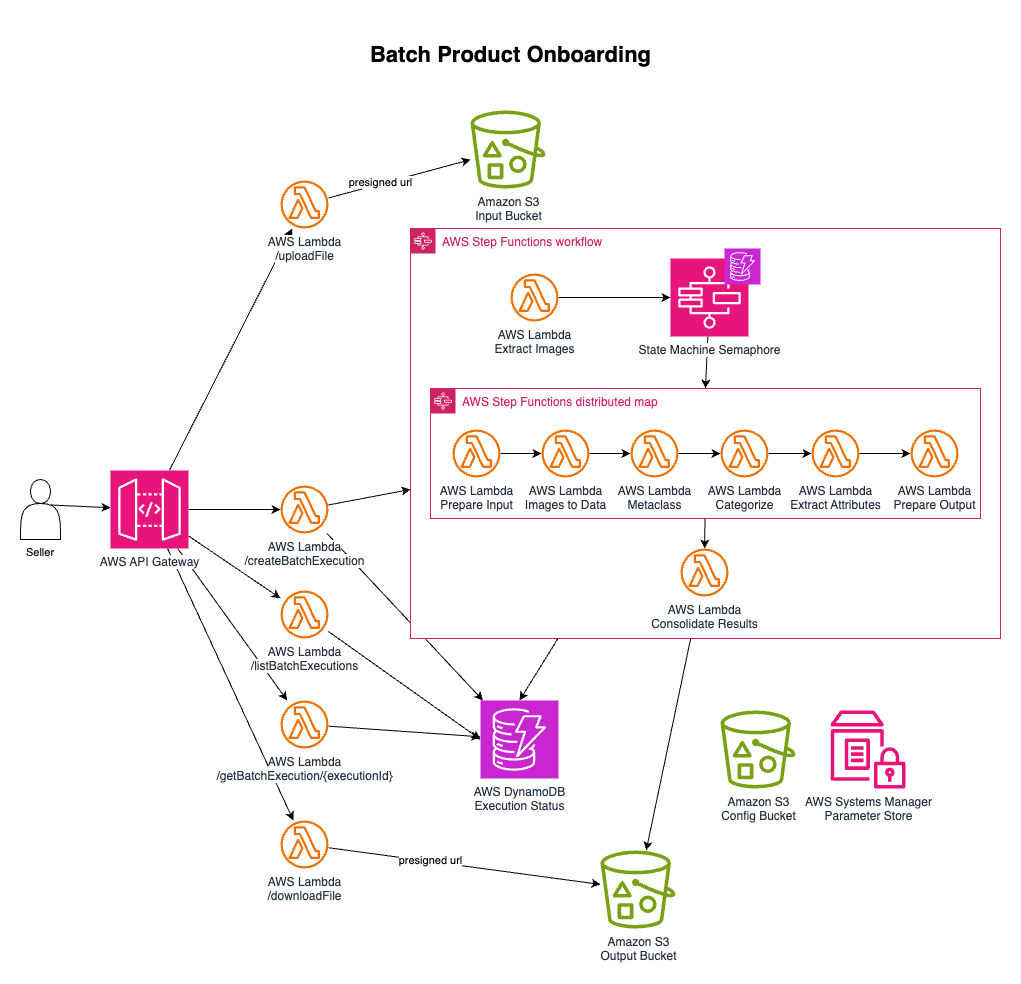 Batch Product Onboarding
presigned url
Amazon S3
Input Bucket
AWS Lambda
/uploadFile
AWS Step Functions workflow
AWS Lambda
Extract Images
State Machine Semaphore
AWS Step Functions distributed map
AWS Lambda
Prepare Input
AWS Lambda
Images to Data
AWS Lambda
Metaclass
AWS Lambda
Categorize
AWS Lambda
Extract Attributes
AWS Lambda
Prepare Output
Seller
</>
AWS API Gateway
AWS Lambda
/createBatchExecution
AWS Lambda
Consolidate Results
AWS Lambda
/listBatchExecutions
AWS Lambda
/getBatchExecution/{executionId}
AWS DynamoDB
Execution Status
Amazon S3
Config Bucket
AWS Systems Manager
Parameter Store
AWS Lambda
/downloadFile
presigned url
Amazon S3
Output Bucket